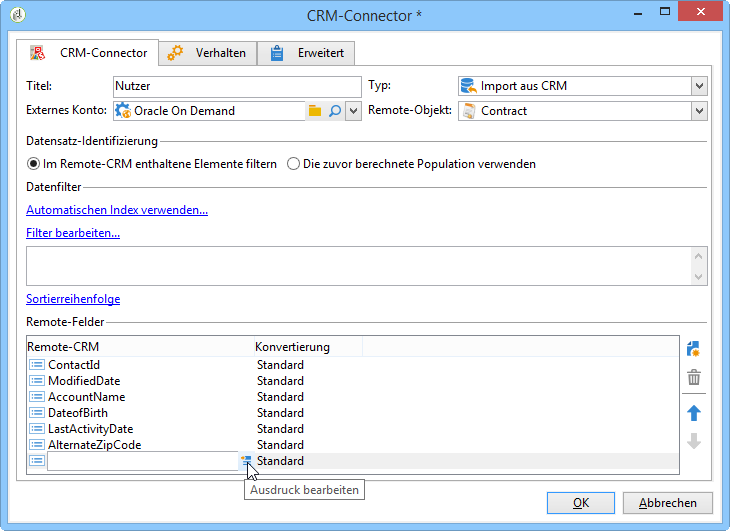 CRM-Connector *
CRM-Connector Verhalten Erweitert
Titel: Nutzer Typ: Import aus CRM
Externes Konto: Oracle On Demand Remote-Objekt: Contract
Datensatz-Identifizierung
Im Remote-CRM enthaltene Elemente filtern Die zuvor berechnete Population verwenden
Datenfilter
Automatischen Index verwenden...
Filter bearbeiten...
Sortierreihenfolge
Remote-Felder
Remote-CRM Konvertierung
ContactId Standard
ModifiedDate Standard
AccountName Standard
DateofBirth Standard
LastActivityDate Standard
AlternateZipCode Standard
Standard
Ausdruck bearbeiten
OK Abbrechen